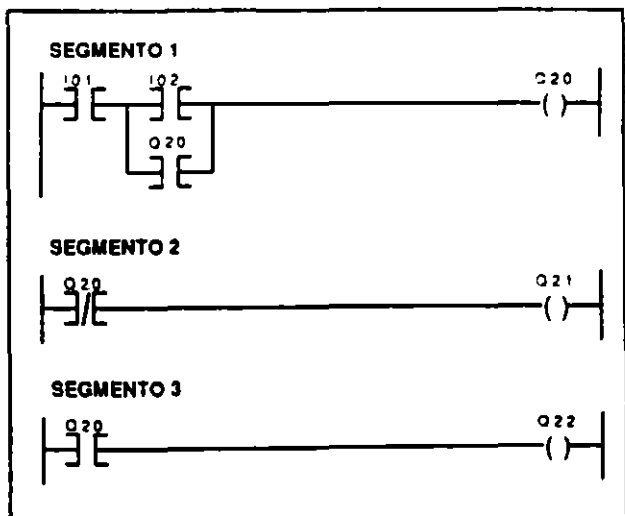 SEGMENTO 1
I01 I02 Q20
Q20
SEGMENTO 2
Q20 Q21
SEGMENTO 3
Q20 Q22